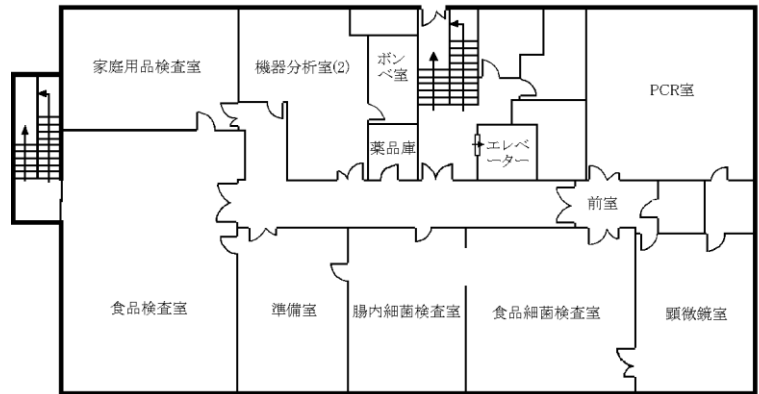 家庭用品検査室
機器分析室(2)
ボン
ベ室
PCR室
薬品庫
エレベ
ーター
前室
食品検査室
準備室
腸内細菌検査室
食品細菌検査室
顕微鏡室